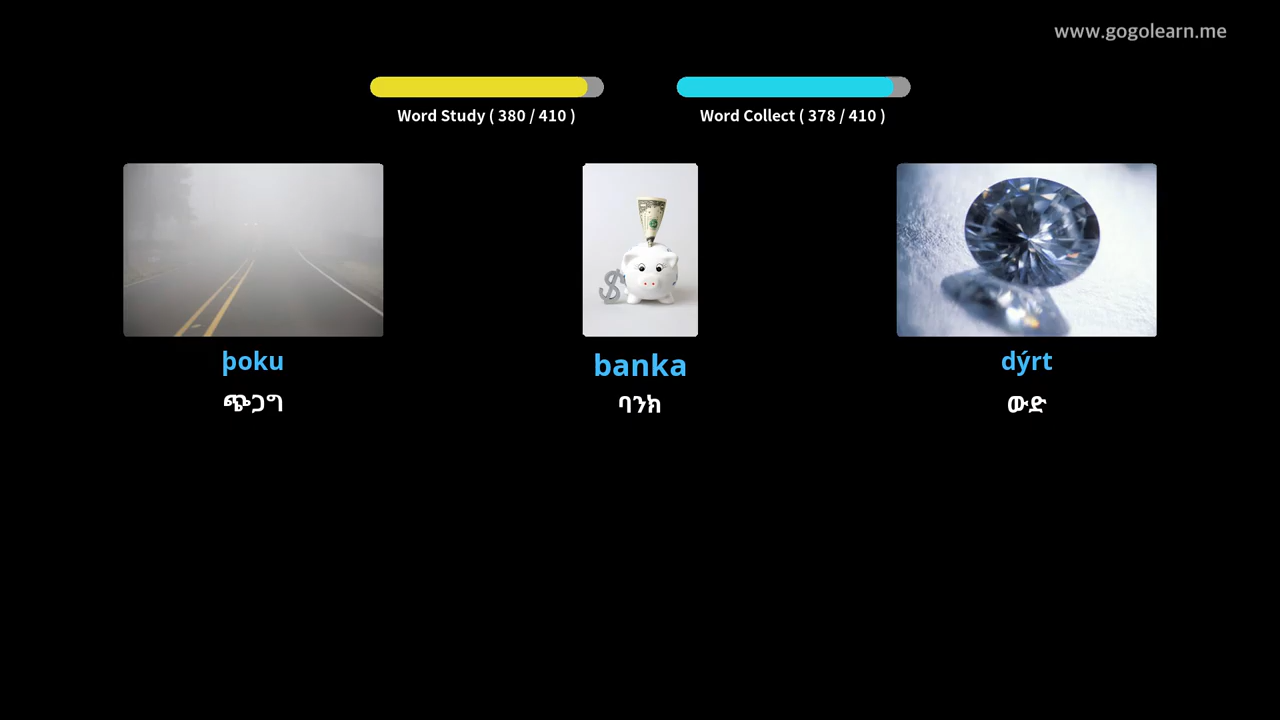 www.gogolearn.me
Word Study ( 380 / 410 )
Word Collect ( 378 / 410 )
þoku
banka
dýrt
ጭጋግ
ባንክ
ውድ